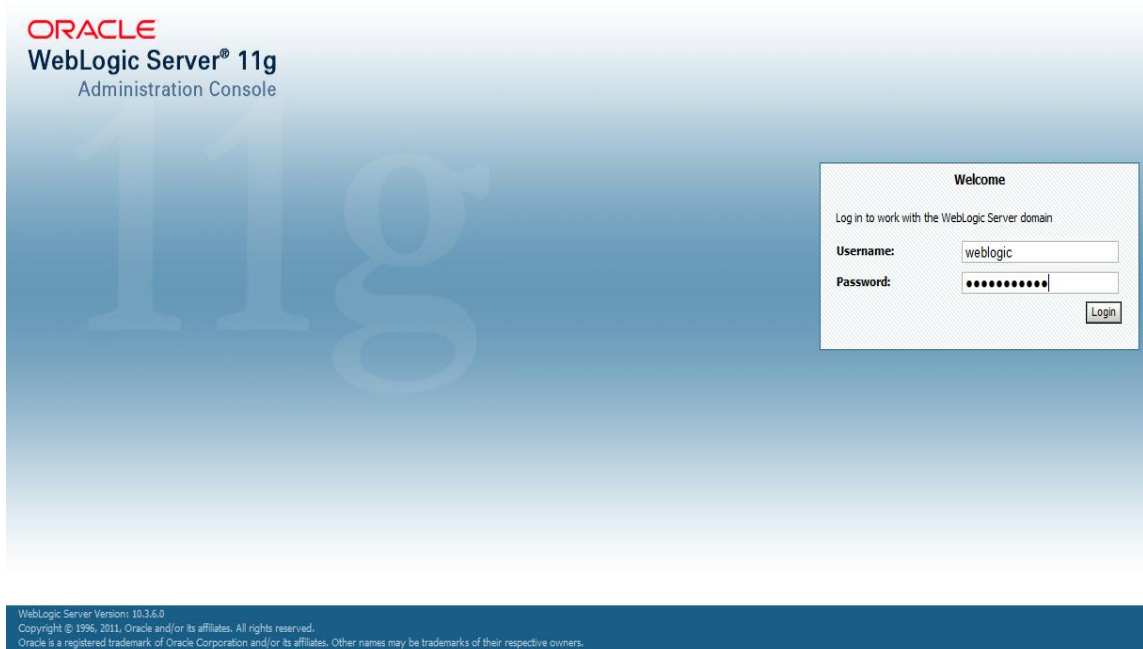 ORACLE
WebLogic Server® 11g
Administration Console
11g
Welcome
Log in to work with the WebLogic Server domain
Username:
weblogic
Password:
●●●●●●●●●●●
Login
WebLogic Server Version: 10.3.6.0
Copyright © 1996, 2011, Oracle and/or its affiliates. All rights reserved.
Oracle is a registered trademark of Oracle Corporation and/or its affiliates. Other names may be trademarks of their respective owners.